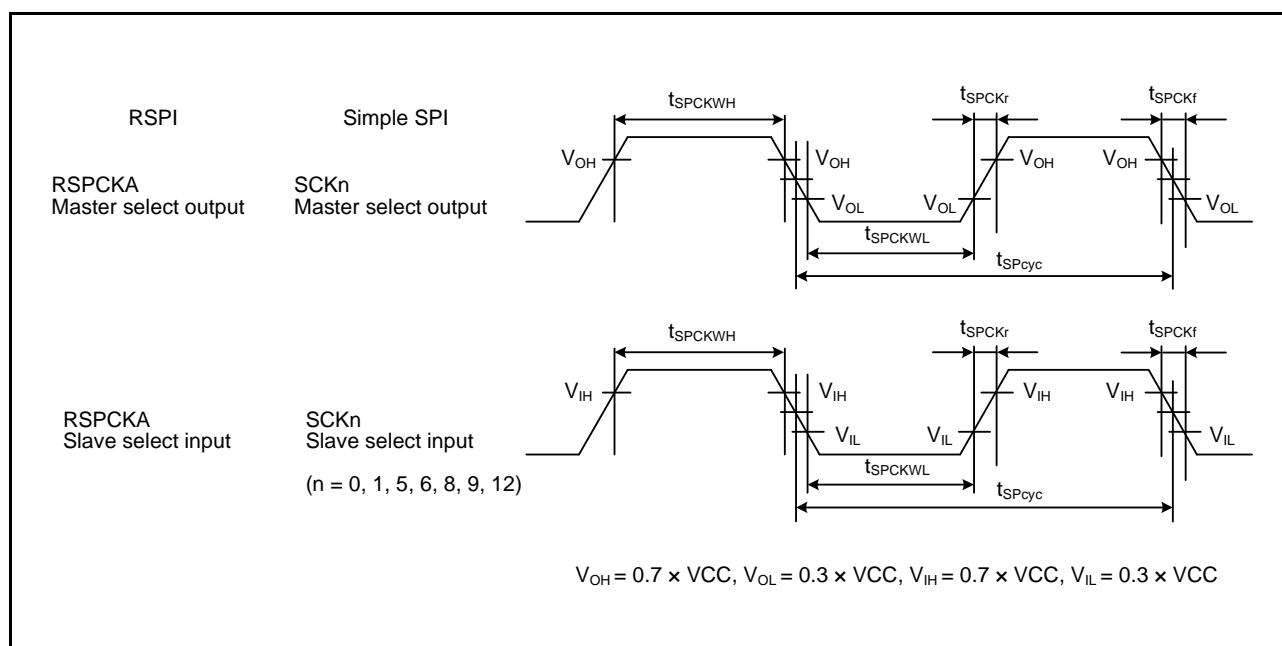 RSPI
Simple SPI
tSPCKWH
tSPCKr
tSPCKf
VOH
VOH
VOH
VOH
RSPCKA
Master select output
SCKn
Master select output
VOL
VOL
VOL
tSPCKWL
tSPcyc
tSPCKWH
tSPCKr
tSPCKf
VIH
VIH
VIH
VIH
RSPCKA
Slave select input
SCKn
Slave select input
VIL
VIL
VIL
(n = 0, 1, 5, 6, 8, 9, 12)
tSPCKWL
tSPcyc
VOH = 0.7 × VCC, VOL = 0.3 × VCC, VIH = 0.7 × VCC, VIL = 0.3 × VCC